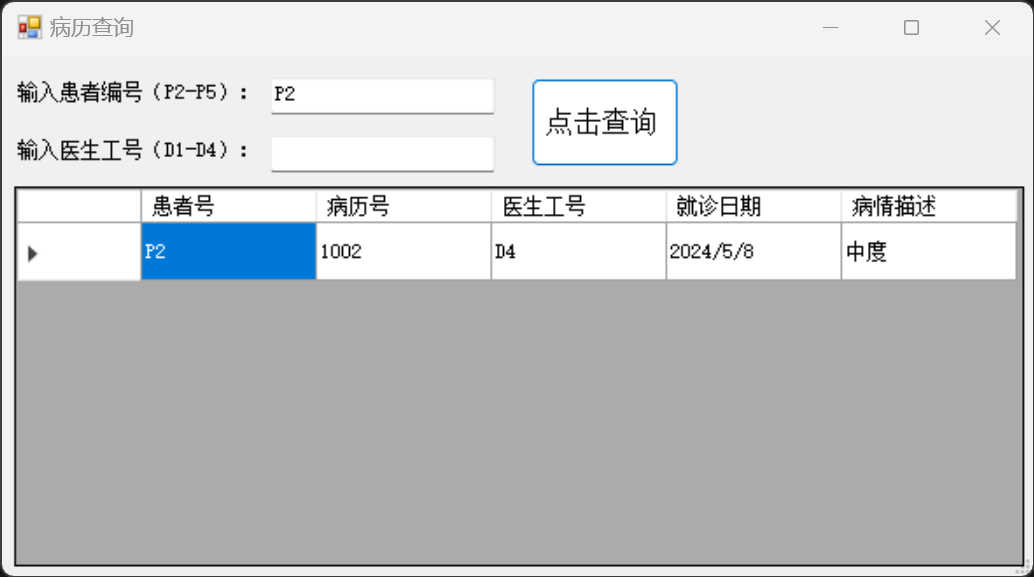 病历查询
输入患者编号（P2-P5）： P2
点击查询
输入医生工号（D1-D4）：
患者号 病历号 医生工号 就诊日期 病情描述
P2 1002 D4 2024/5/8 中度